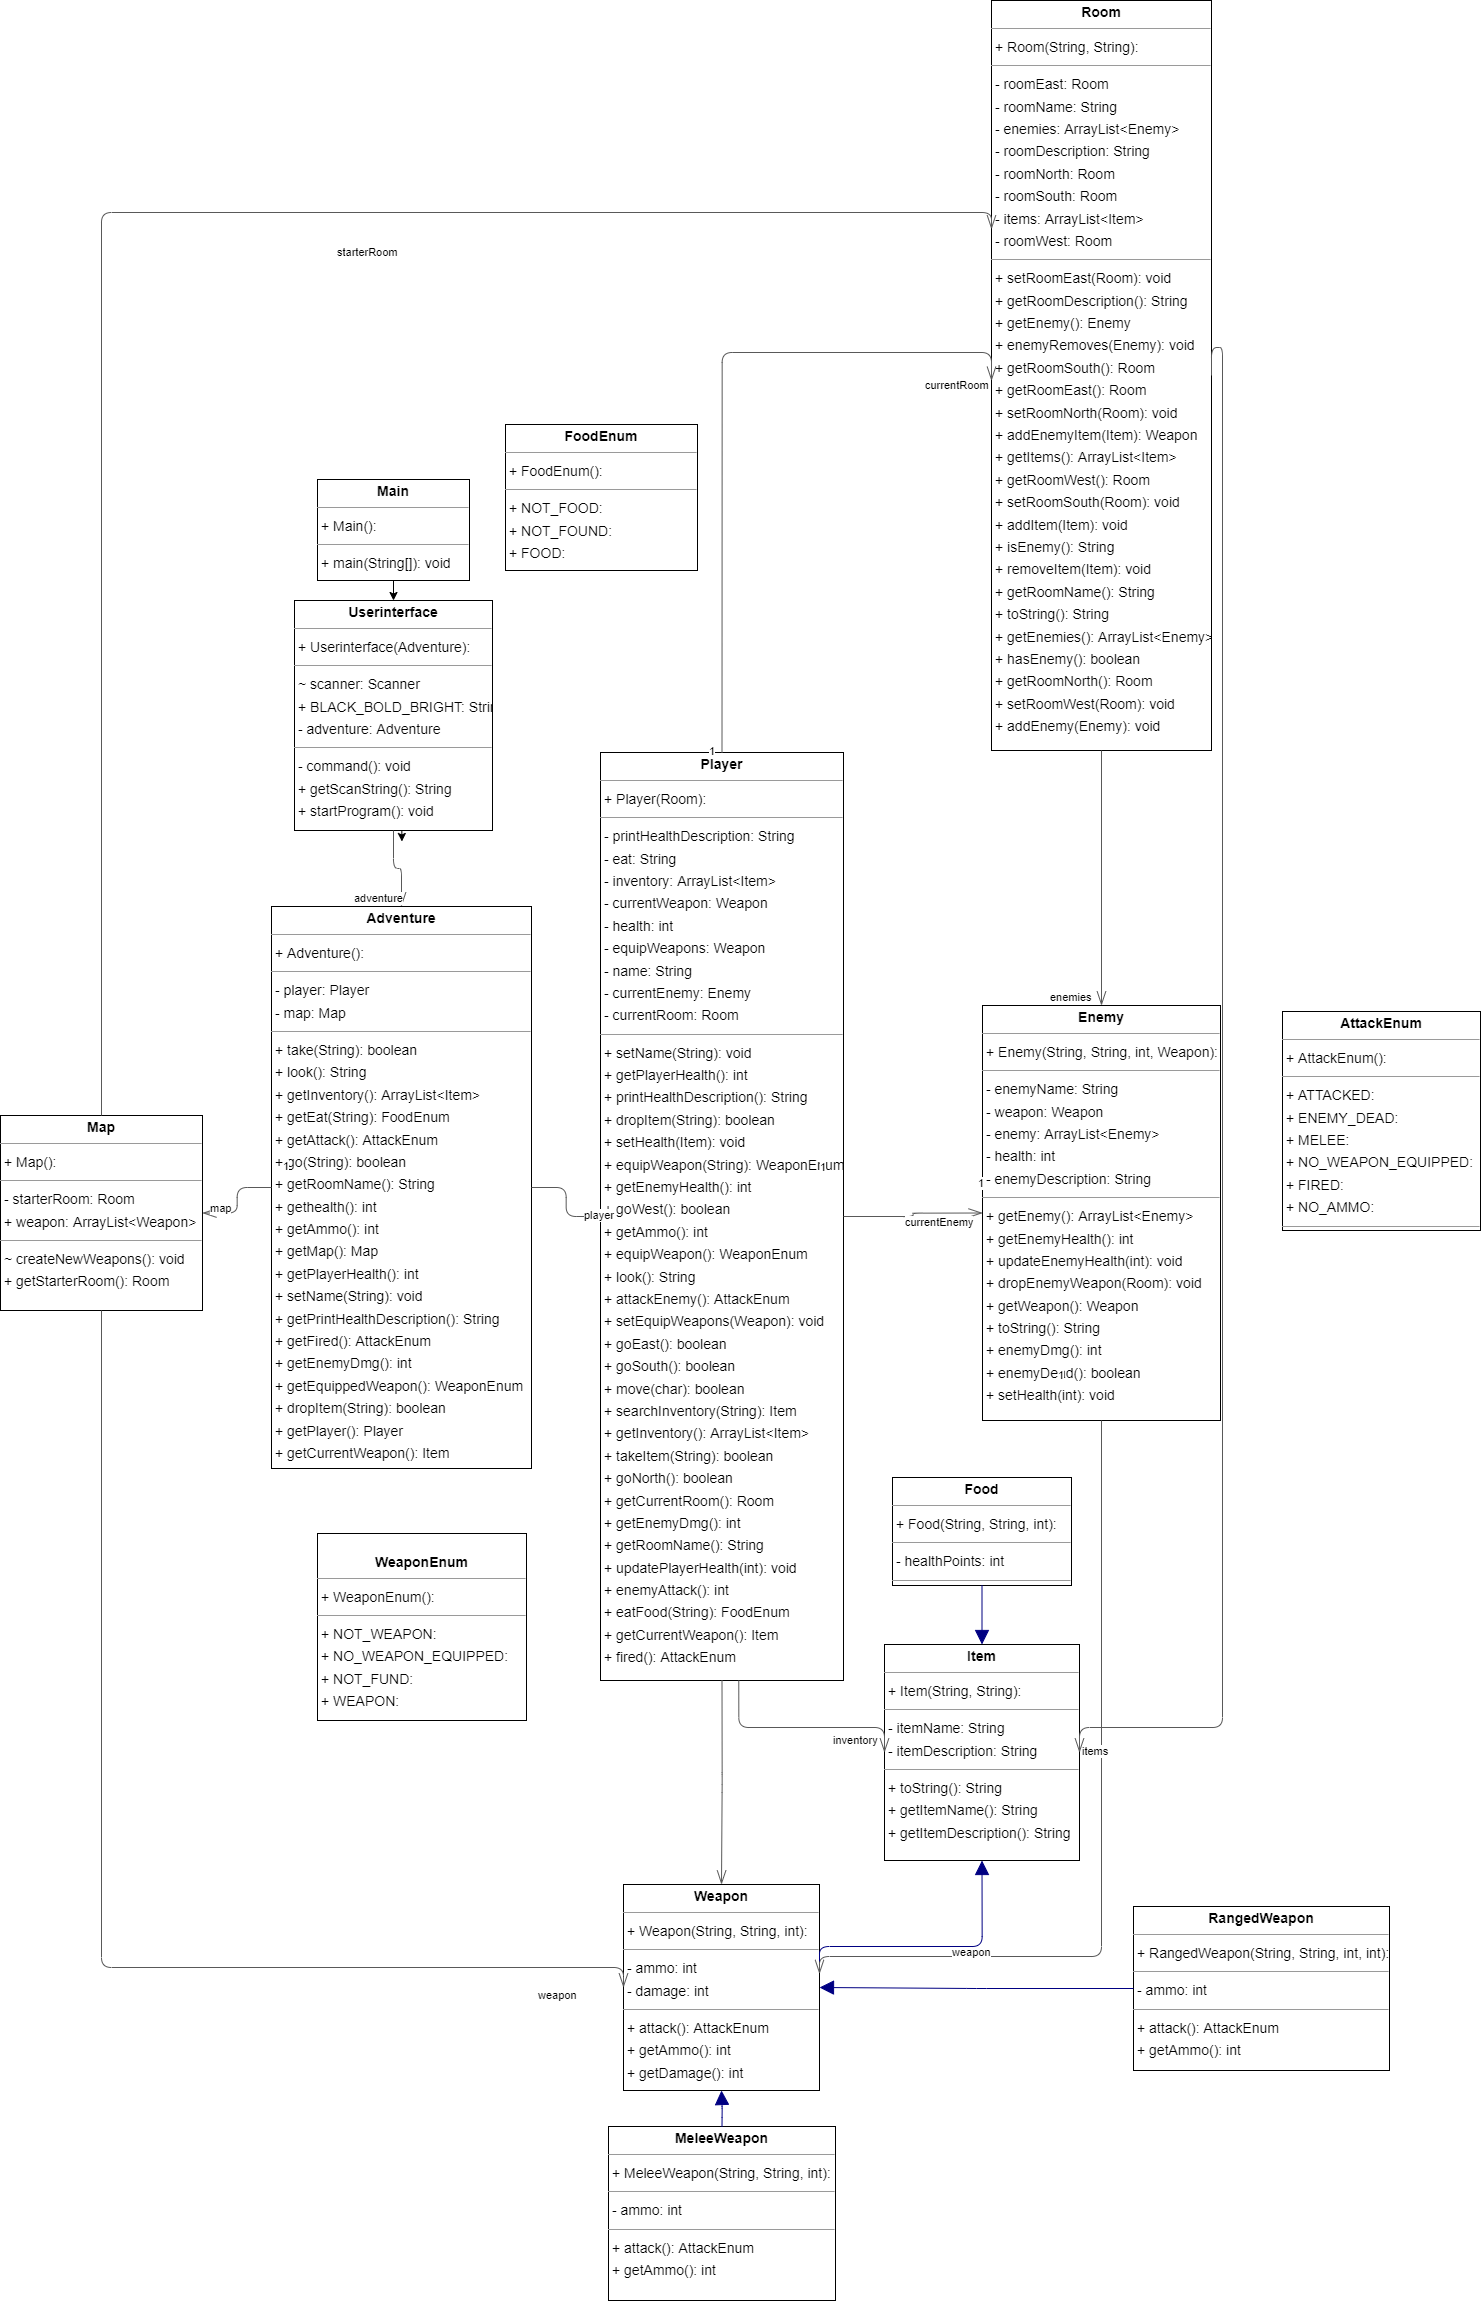 Room
+ Room(String, String):
- roomEast: Room
- roomName: String
- enemies: ArrayList<Enemy>
- roomDescription: String
- roomNorth: Room
- roomSouth: Room
- items: ArrayList<Item>
- roomWest: Room
+ setRoomEast(Room): void
+ getRoomDescription(): String
+ getEnemy(): Enemy
+ enemyRemoves(Enemy): void
+ getRoomSouth(): Room
+ getRoomEast(): Room
+ setRoomNorth(Room): void
+ addEnemyItem(Item): Weapon
+ getItems(): ArrayList<Item>
+ getRoomWest(): Room
+ setRoomSouth(Room): void
+ addItem(Item): void
+ isEnemy(): String
+ removeItem(Item): void
+ getRoomName(): String
+ toString(): String
+ getEnemies(): ArrayList<Enemy>
+ hasEnemy(): boolean
+ getRoomNorth(): Room
+ setRoomWest(Room): void
+ addEnemy(Enemy): void
starterRoom
currentRoom
FoodEnum
+ FoodEnum():
+ NOT_FOOD:
+ NOT_FOUND:
+ FOOD:
Main
+ Main():
+ main(String[]): void
Userinterface
+ Userinterface(Adventure):
~ scanner: Scanner
+ BLACK_BOLD_BRIGHT: Stri
- adventure: Adventure
- command(): void
+ getScanString(): String
+ startProgram(): void
adventure
Adventure
+ Adventure():
- player: Player
- map: Map
+ take(String): boolean
+ look(): String
+ getInventory(): ArrayList<Item>
+ getEat(String): FoodEnum
+ getAttack(): AttackEnum
+ go(String): boolean
1
+ getRoomName(): String
+ gethealth(): int
+ getAmmo(): int
+ getMap(): Map
+ getPlayerHealth(): int
+ setName(String): void
+ getPrintHealthDescription(): String
+ getFired(): AttackEnum
+ getEnemyDmg(): int
+ getEquippedWeapon(): WeaponEnum
+ dropItem(String): boolean
+ getPlayer(): Player
+ getCurrentWeapon(): Item
Map
+ Map():
- starterRoom: Room
+ weapon: ArrayList<Weapon>
~ createNewWeapons(): void
+ getStarterRoom(): Room
map
player
1
Player
+ Player(Room):
- printHealthDescription: String
- eat: String
- inventory: ArrayList<Item>
- currentWeapon: Weapon
- health: int
- equipWeapons: Weapon
- name: String
- currentEnemy: Enemy
- currentRoom: Room
+ setName(String): void
+ getPlayerHealth(): int
+ printHealthDescription(): String
+ dropItem(String): boolean
+ setHealth(Item): void
+ equipWeapon(String): WeaponEnum
1
+ getEnemyHealth(): int
goWest(): boolean
+ getAmmo(): int
+ equipWeapon(): WeaponEnum
+ look(): String
+ attackEnemy(): AttackEnum
+ setEquipWeapons(Weapon): void
+ goEast(): boolean
+ goSouth(): boolean
+ move(char): boolean
+ searchInventory(String): Item
+ getInventory(): ArrayList<Item>
+ takeItem(String): boolean
+ goNorth(): boolean
+ getCurrentRoom(): Room
+ getEnemyDmg(): int
+ getRoomName(): String
+ updatePlayerHealth(int): void
+ enemyAttack(): int
+ eatFood(String): FoodEnum
+ getCurrentWeapon(): Item
+ fired(): AttackEnum
currentEnemy
enemies
1
Enemy
+ Enemy(String, String, int, Weapon):
- enemyName: String
- weapon: Weapon
- enemy: ArrayList<Enemy>
- health: int
- enemyDescription: String
+ getEnemy(): ArrayList<Enemy>
+ getEnemyHealth(): int
+ updateEnemyHealth(int): void
+ dropEnemyWeapon(Room): void
+ getWeapon(): Weapon
+ toString(): String
+ enemyDmg(): int
+ enemyDead(): boolean
1
+ setHealth(int): void
AttackEnum
+ AttackEnum():
+ ATTACKED:
+ ENEMY_DEAD:
+ MELEE:
+ NO_WEAPON_EQUIPPED:
+ FIRED:
+ NO_AMMO:
WeaponEnum
+ WeaponEnum():
+ NOT_WEAPON:
+ NO_WEAPON_EQUIPPED:
+ NOT_FUND:
+ WEAPON:
Food
+ Food(String, String, int):
- healthPoints: int
Item
+ Item(String, String):
- itemName: String
- itemDescription: String
+ toString(): String
+ getItemName(): String
+ getItemDescription(): String
inventory
items
Weapon
+ Weapon(String, String, int):
- ammo: int
- damage: int
+ attack(): AttackEnum
+ getAmmo(): int
+ getDamage(): int
weapon
weapon
RangedWeapon
+ RangedWeapon(String, String, int, int):
- ammo: int
+ attack(): AttackEnum
+ getAmmo(): int
MeleeWeapon
+ MeleeWeapon(String, String, int):
- ammo: int
+ attack(): AttackEnum
+ getAmmo(): int